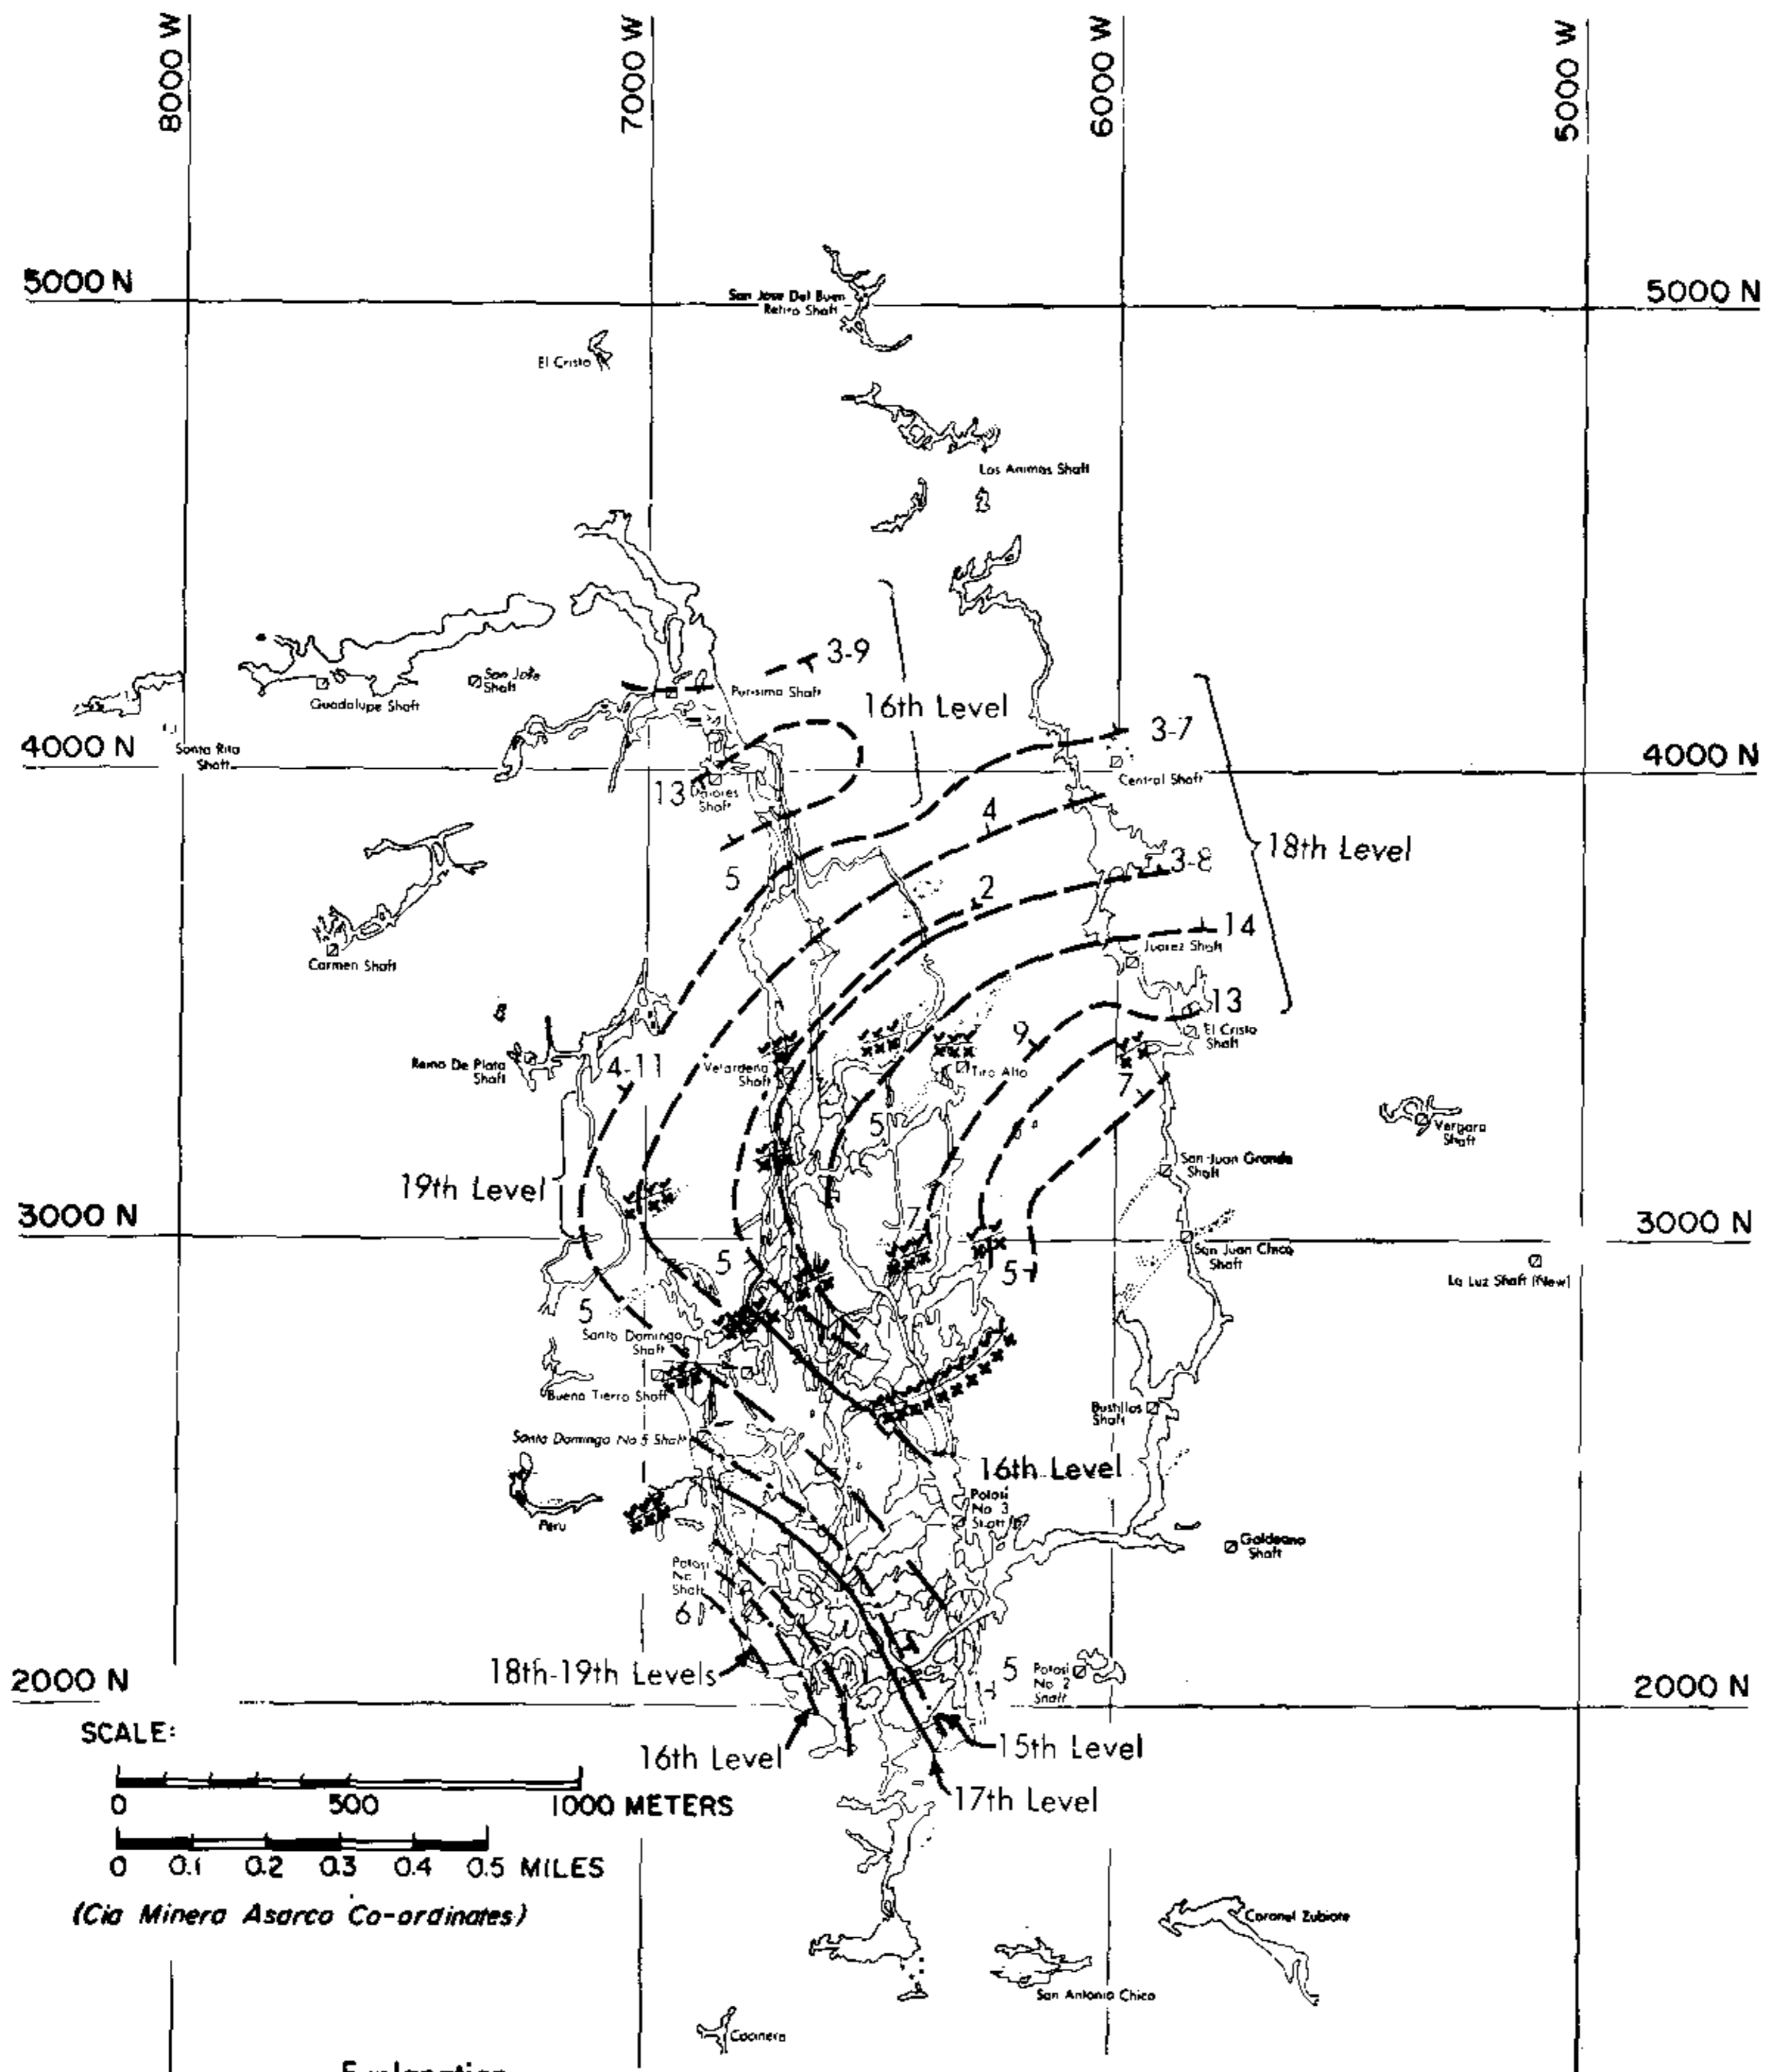 8000 W
7000 W
6000 W
5000 W
5000 N
5000 N
San Jose Del Buen
Retiro Shaft
El Cristo
Las Animas Shaft
3-9
San Jose
Shaft
Guadalupe Shaft
Purisima Shaft
16th Level
3-7
4000 N
4000 N
Santa Rita
Shaft
Central Shaft
13
Dolores
Shaft
4
18th Level
3-8
5
2
14
Juarez Shaft
Carmen Shaft
13
El Cristo
Shaft
9
Reina De Plata
Shaft
4-11
Velardena
Shaft
Tiro Alto
7
5
Vergara
Shaft
San Juan Grande
Shaft
19th Level
3000 N
3000 N
7
San Juan Chico
Shaft
5
5
La Luz Shaft (New)
5
Santo Domingo
Shaft
Buena Tierra Shaft
Bustillos
Shaft
Santo Domingo No 5 Shaft
16th Level
Potosi
No 3
Shaft
Peru
Galdeano
Shaft
Potosi
No 1
Shaft
6
18th-19th Levels
5
Potosi
No 2
Shaft
2000 N
2000 N
SCALE:
16th Level
15th Level
17th Level
0 500 1000 METERS
0 0.1 0.2 0.3 0.4 0.5 MILES
(Cia Minera Asarco Co-ordinates)
Coronel Zubiate
San Antonio Chico
Cocinera
Explanation